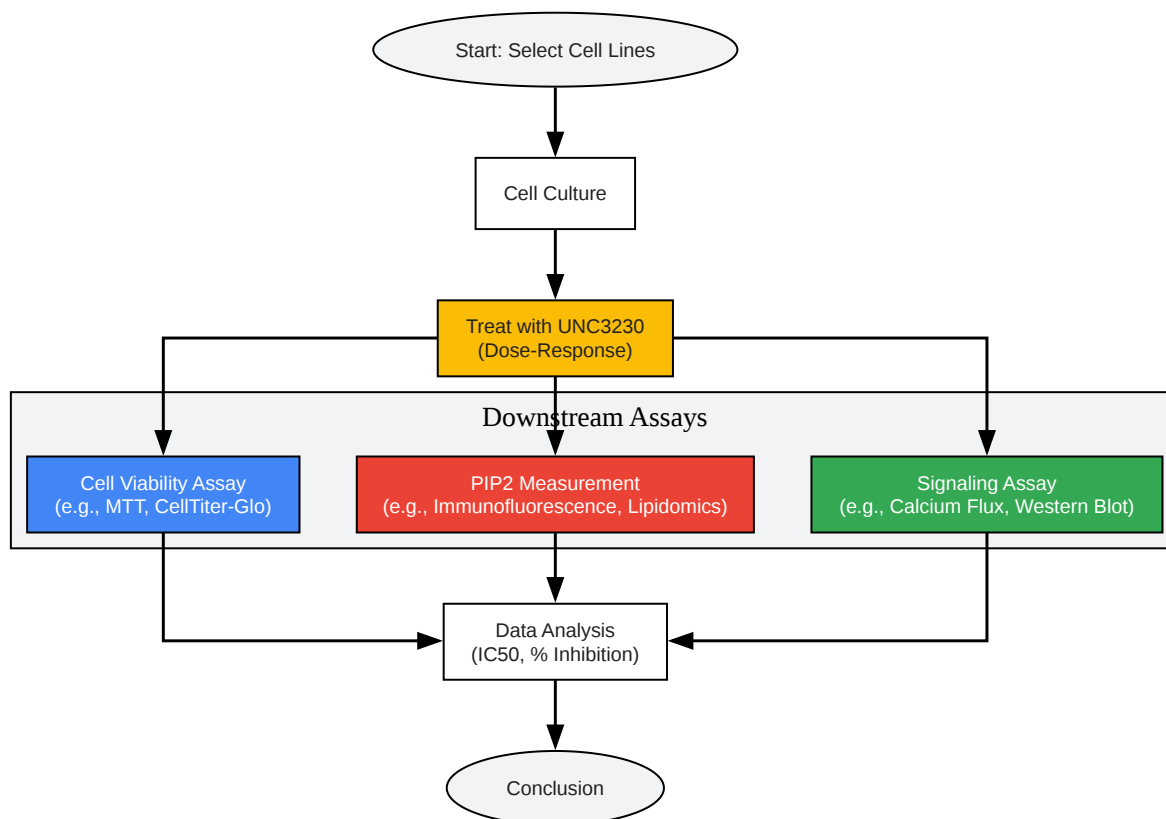 Start: Select Cell Lines
Cell Culture
Treat with UNC3230
(Dose-Response)
Downstream Assays
Cell Viability Assay
(e.g., MTT, CellTiter-Glo)
PIP2 Measurement
(e.g., Immunofluorescence, Lipidomics)
Signaling Assay
(e.g., Calcium Flux, Western Blot)
Data Analysis
(IC50, % Inhibition)
Conclusion